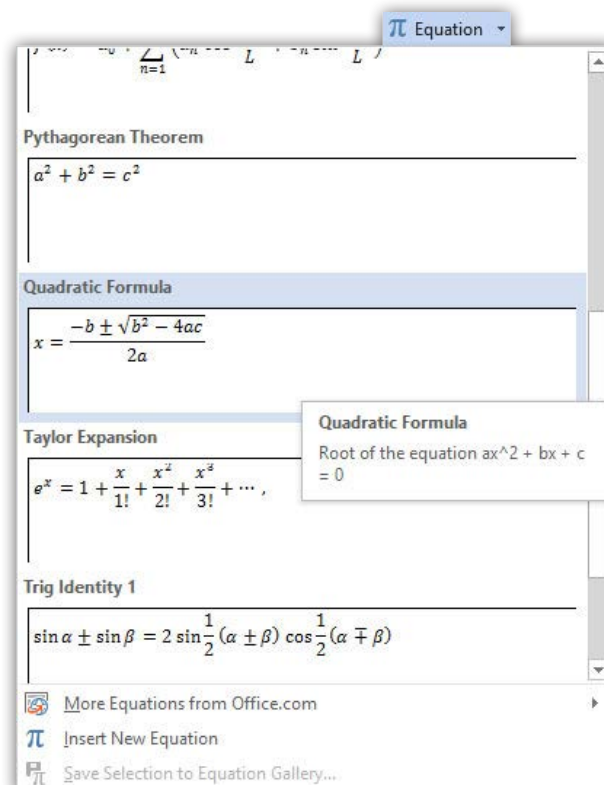 π Equation
n=1 L L
Pythagorean Theorem
a² + b² = c²
Quadratic Formula
x = (-b ± √(b² − 4ac)) / 2a
Quadratic Formula
Root of the equation ax^2 + bx + c
= 0
Taylor Expansion
eˣ = 1 + x/1! + x²/2! + x³/3! + ⋯ ,
Trig Identity 1
sin α ± sin β = 2 sin 1/2 (α ± β) cos 1/2 (α ∓ β)
More Equations from Office.com
π Insert New Equation
Save Selection to Equation Gallery...